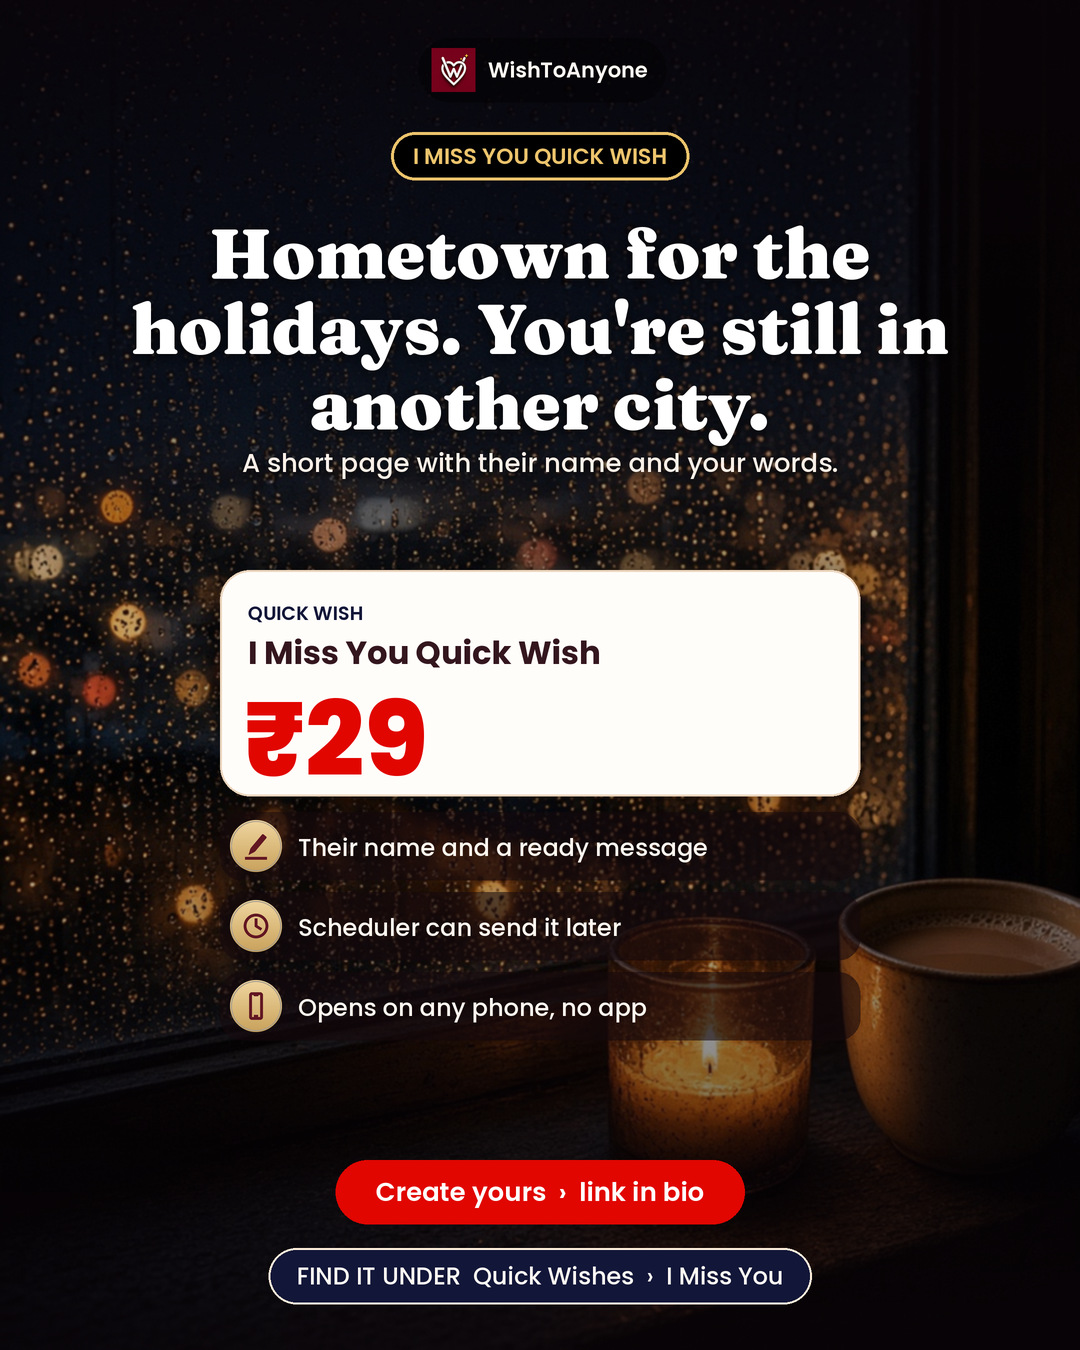 WishToAnyone
I MISS YOU QUICK WISH
Hometown for the
holidays. You're still in
another city.
A short page with their name and your words.
QUICK WISH
I Miss You Quick Wish
₹29
Their name and a ready message
Scheduler can send it later
Opens on any phone, no app
Create yours › link in bio
FIND IT UNDER Quick Wishes › I Miss You